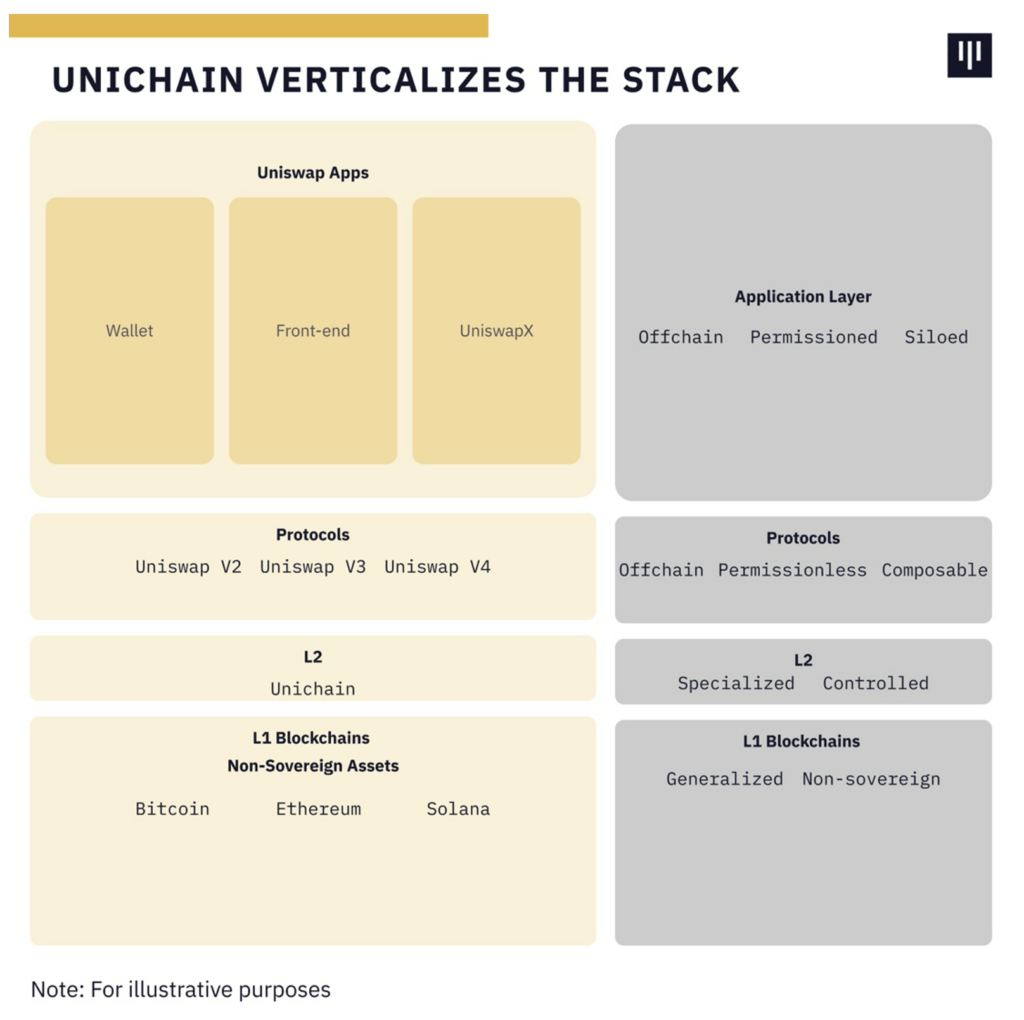 UNICHAIN VERTICALIZES THE STACK
Uniswap Apps
Wallet
Front-end
UniswapX
Protocols
Uniswap V2 Uniswap V3 Uniswap V4
L2
Unichain
L1 Blockchains
Non-Sovereign Assets
Bitcoin Ethereum Solana
Application Layer
Offchain Permissioned Siloed
Protocols
Offchain Permissionless Composable
L2
Specialized Controlled
L1 Blockchains
Generalized Non-sovereign
Note: For illustrative purposes